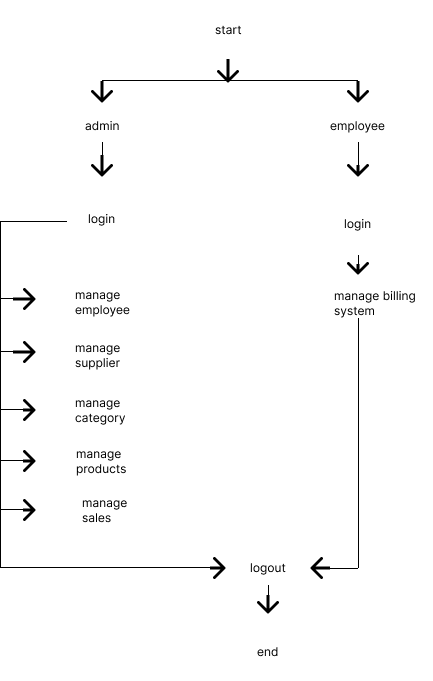 start
admin
employee
login
login
manage
employee
manage billing
system
manage
supplier
manage
category
manage
products
manage
sales
logout
end